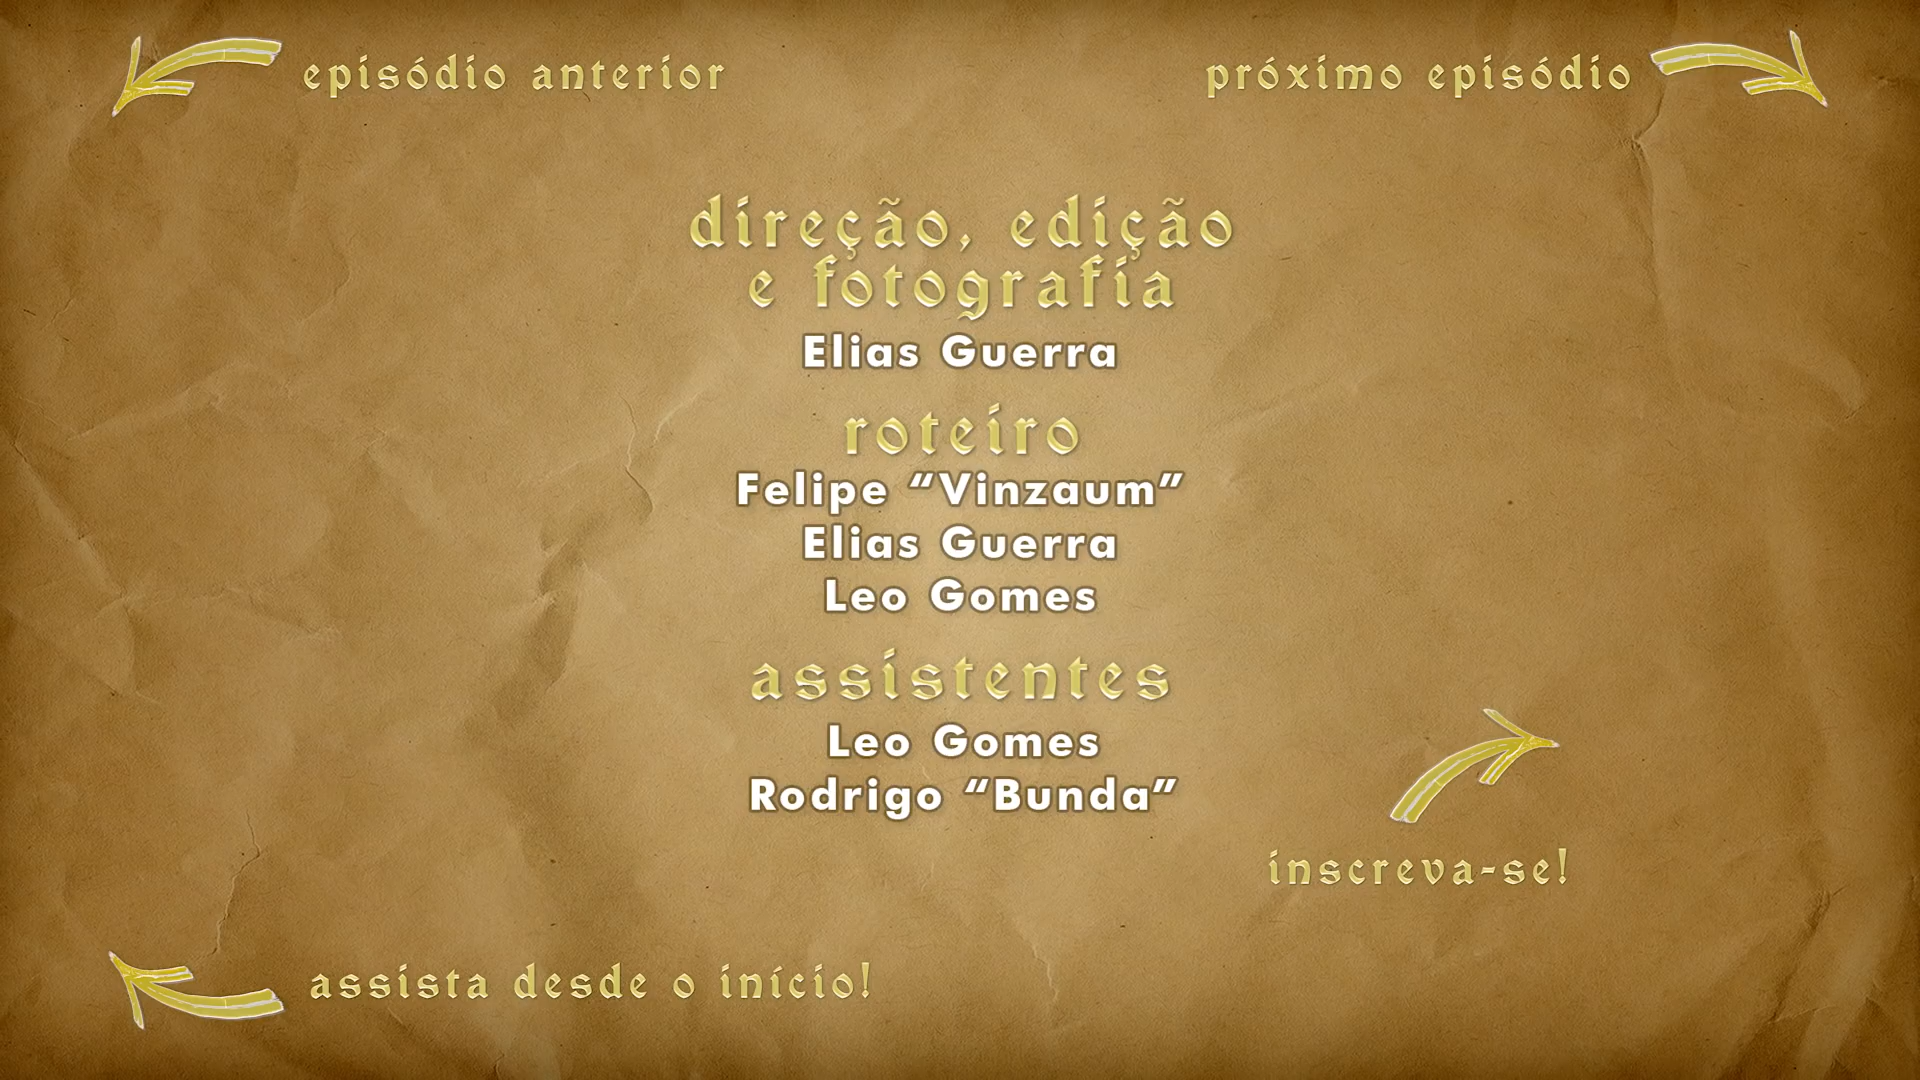 episódio anterior
próximo episódio
direção, edição
e fotografia
Elias Guerra
roteiro
Felipe “Vinzaum”
Elias Guerra
Leo Gomes
assistentes
Leo Gomes
Rodrigo “Bunda”
inscreva-se!
assista desde o início!